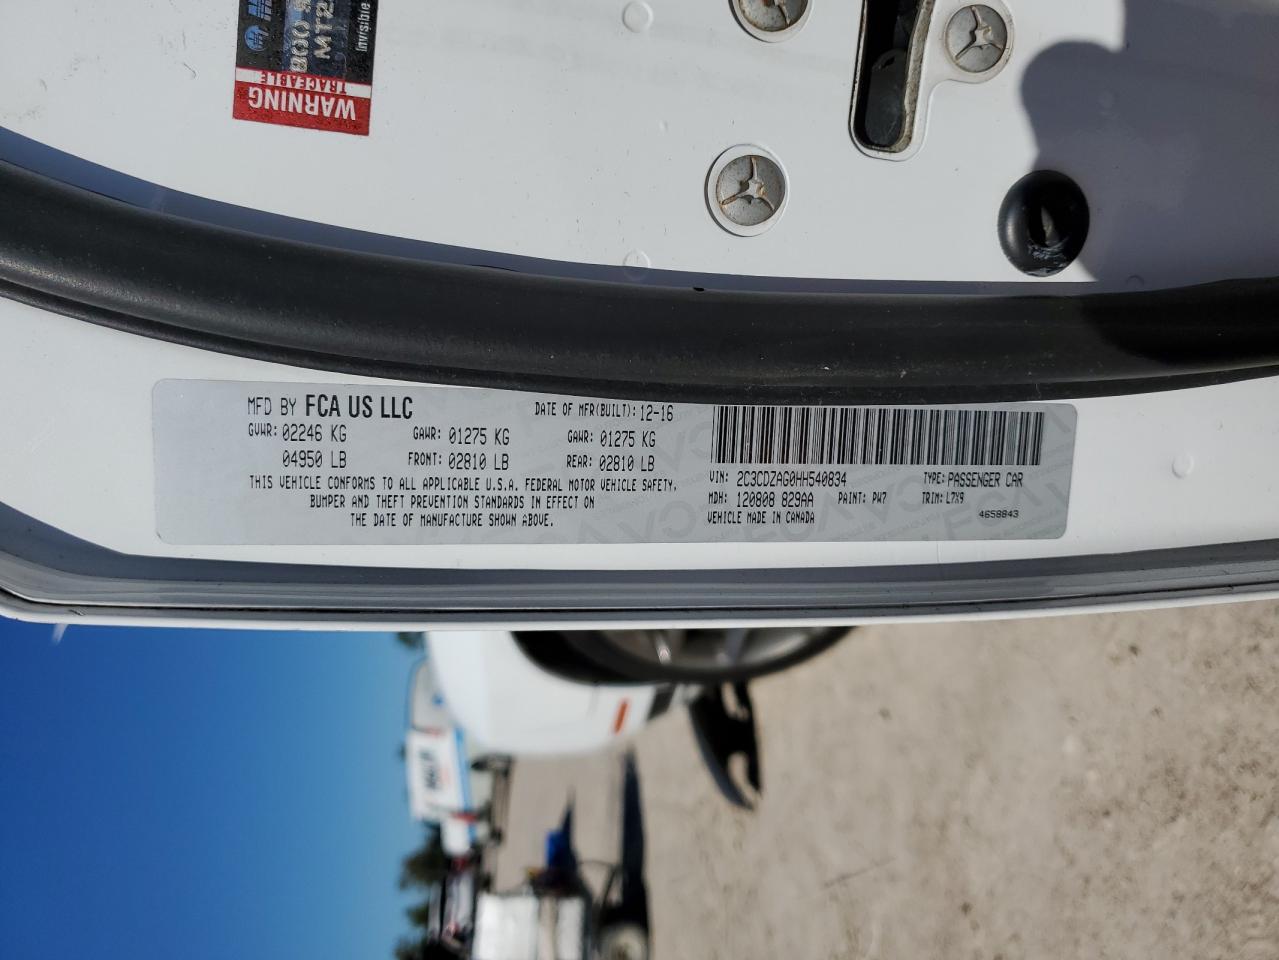 MFD BY FCA US LLC
DATE OF MFR(BUILT): 12-16
GVWR: 02246 KG
GAWR: 01275 KG
GAWR: 01275 KG
04950 LB
FRONT: 02810 LB
REAR: 02810 LB
THIS VEHICLE CONFORMS TO ALL APPLICABLE U.S.A. FEDERAL MOTOR VEHICLE SAFETY,
BUMPER AND THEFT PREVENTION STANDARDS IN EFFECT ON
THE DATE OF MANUFACTURE SHOWN ABOVE.
VIN: 2C3CDZAG0HH540834
TYPE: PASSENGER CAR
MDH: 120808 829AA
PAINT: PW7
TRIM: L7X9
VEHICLE MADE IN CANADA
4658843
WARNING
TRACEABLE
Invisible